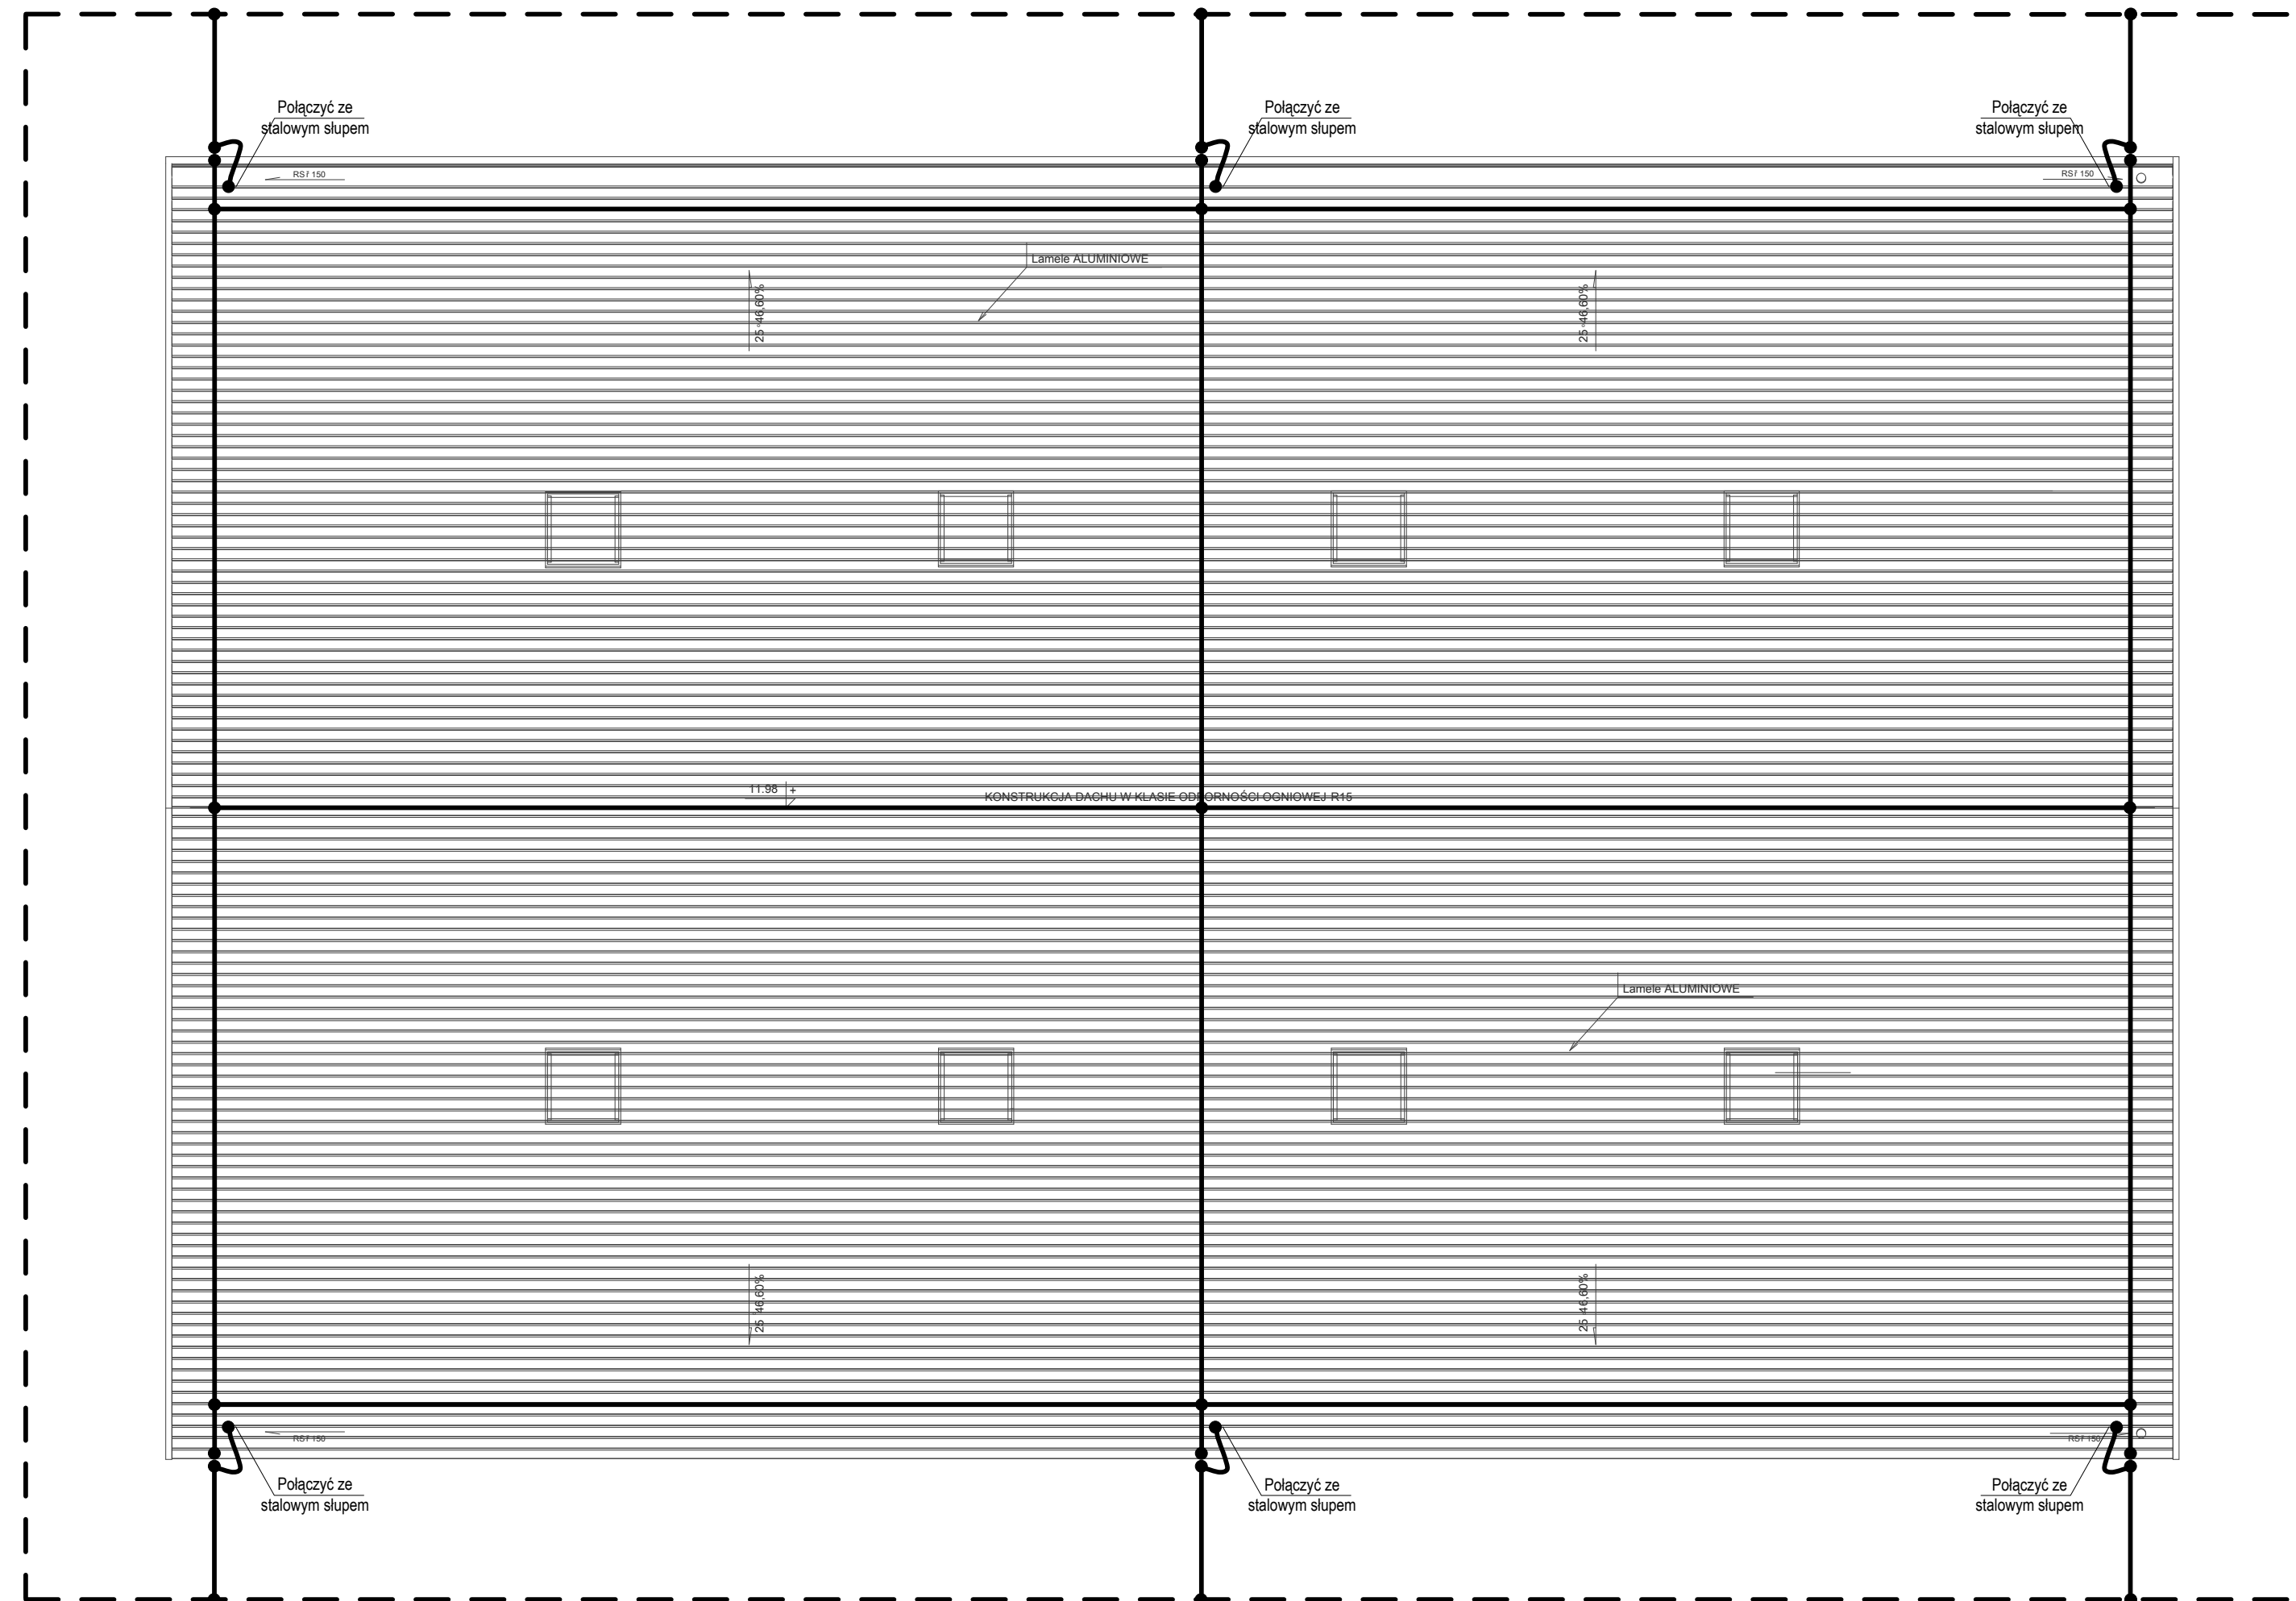 Połączyć ze
stalowym słupem
Połączyć ze
stalowym słupem
Połączyć ze
stalowym słupem
RS/ 150
RS/ 150
Lamele ALUMINIOWE
25°46,60%
25°46,60%
11.98
KONSTRUKCJA DACHU W KLASIE ODPORNOŚCI OGNIOWEJ R15
Lamele ALUMINIOWE
25 46,60%
25 46,60%
RS/ 150
RS/ 150
Połączyć ze
stalowym słupem
Połączyć ze
stalowym słupem
Połączyć ze
stalowym słupem